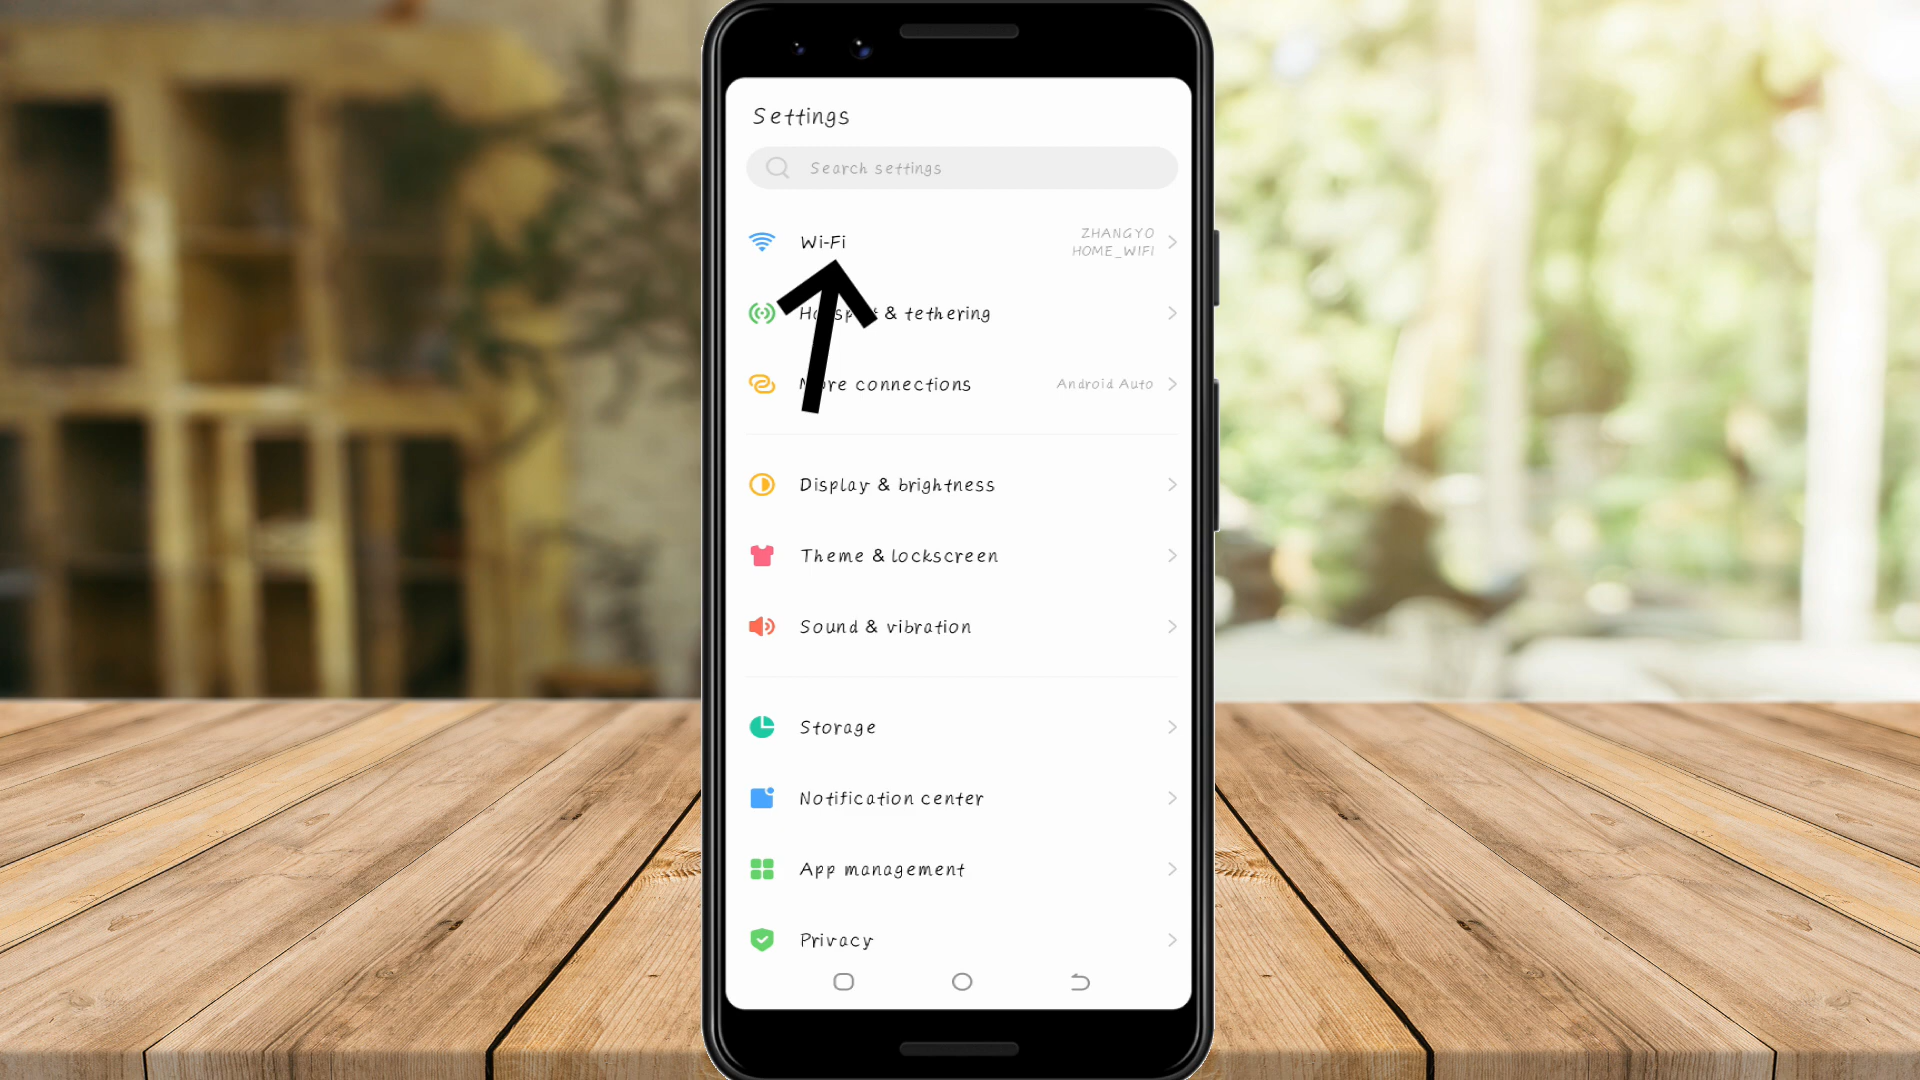 Settings
Search settings
Wi-Fi
ZHANGYO
HOME_WIFI
& tethering
connections
Android Auto
Display & brightness
Theme & lockscreen
Sound & vibration
Storage
Notification center
App management
Privacy